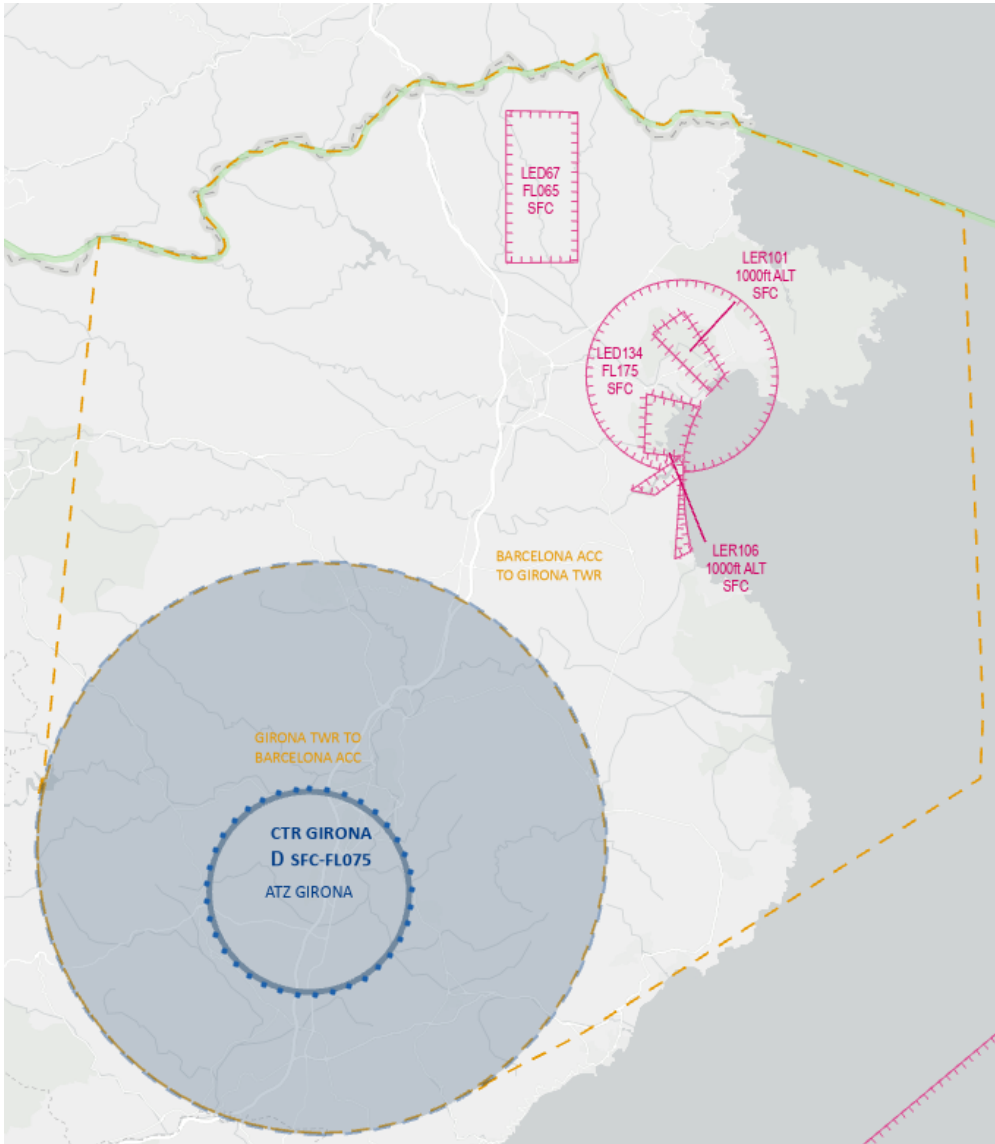 LED67
FL065
SFC
LER101
1000ft ALT
SFC
LED134
FL175
SFC
BARCELONA ACC
TO GIRONA TWR
LER106
1000ft ALT
SFC
GIRONA TWR TO
BARCELONA ACC
CTR GIRONA
D SFC-FL075
ATZ GIRONA